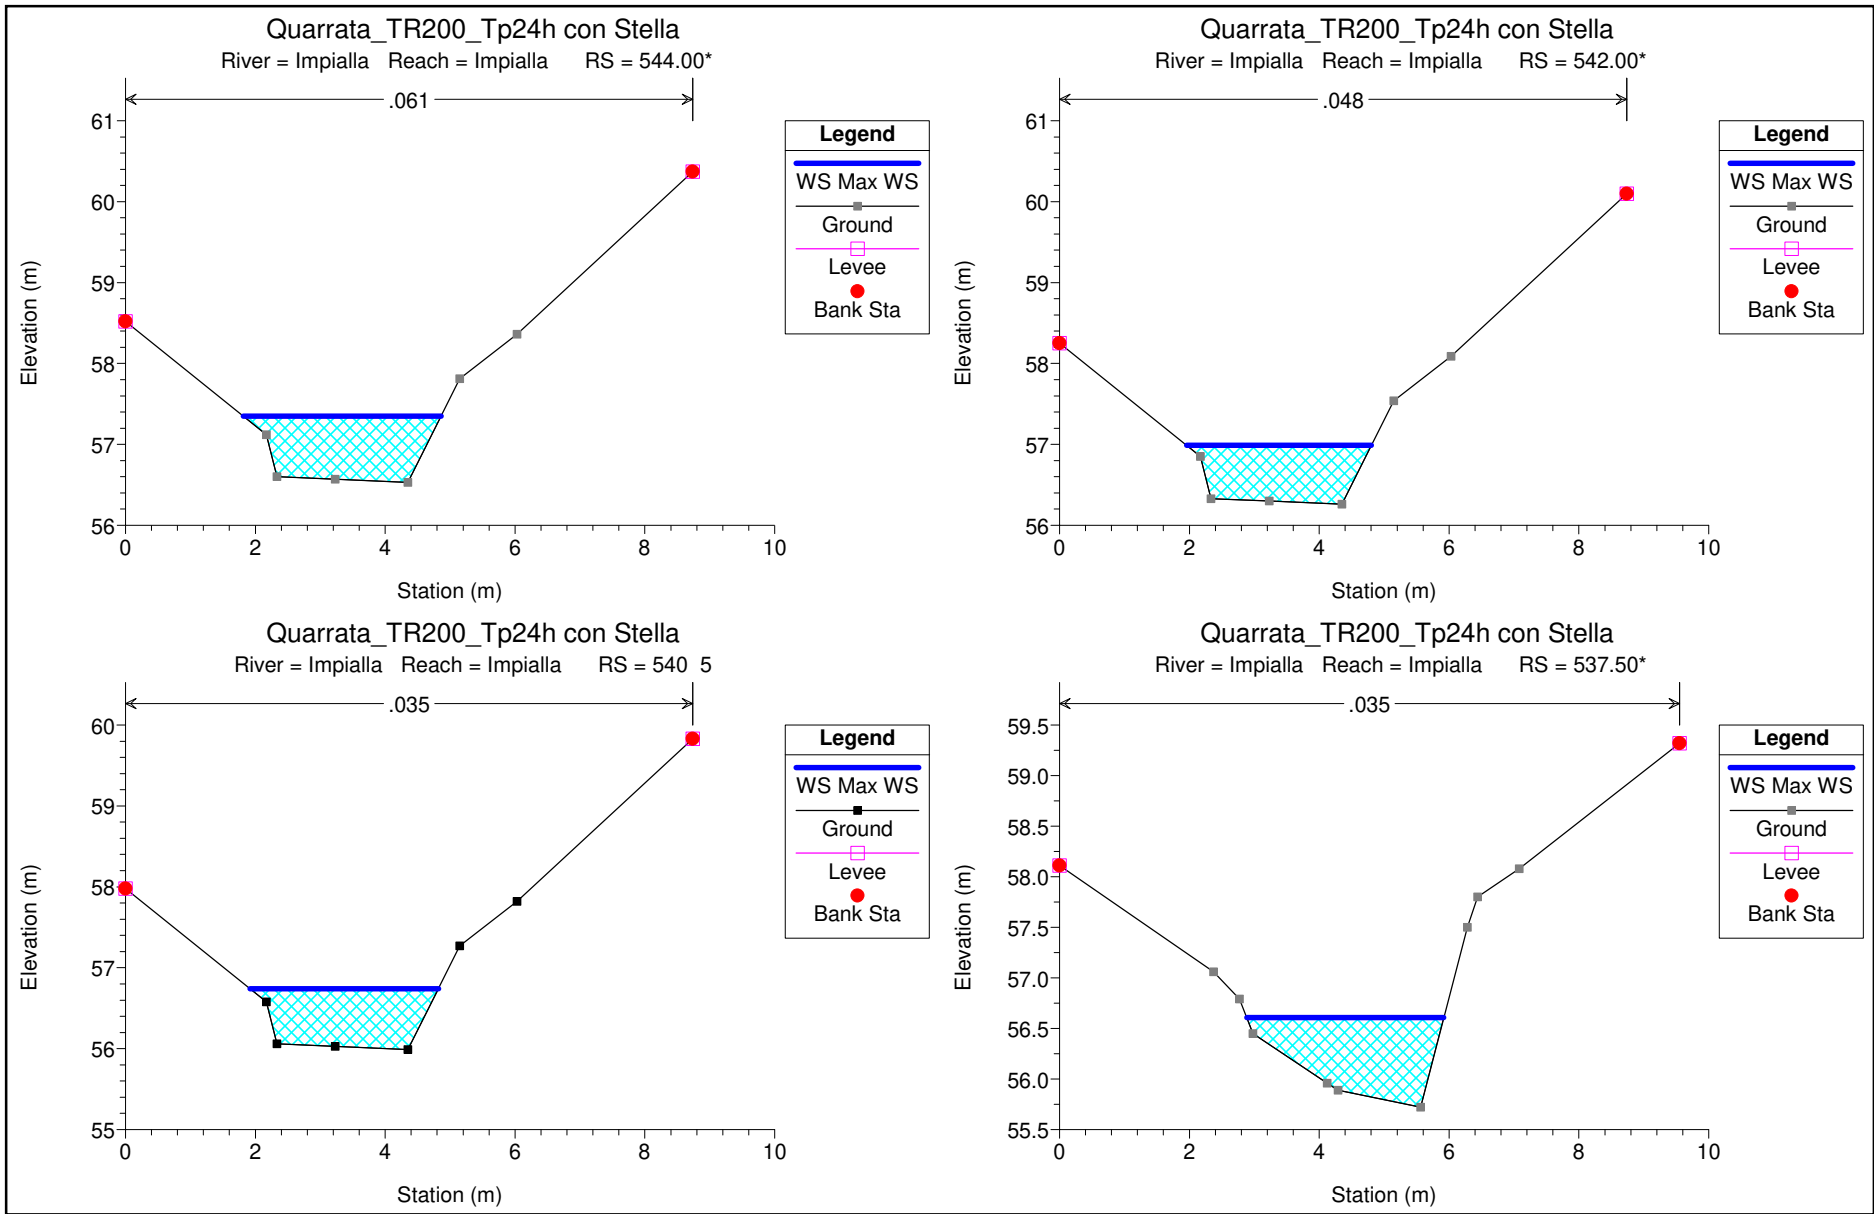 Quarrata_TR200_Tp24h con Stella
River = Impialla Reach = Impialla RS = 544.00*
.061
61
60
59
58
57
56
Elevation (m)
0 2 4 6 8 10
Station (m)
Legend
WS Max WS
Ground
Levee
Bank Sta
Quarrata_TR200_Tp24h con Stella
River = Impialla Reach = Impialla RS = 542.00*
.048
61
60
59
58
57
56
Elevation (m)
0 2 4 6 8 10
Station (m)
Legend
WS Max WS
Ground
Levee
Bank Sta
Quarrata_TR200_Tp24h con Stella
River = Impialla Reach = Impialla RS = 540 5
.035
60
59
58
57
56
55
Elevation (m)
0 2 4 6 8 10
Station (m)
Legend
WS Max WS
Ground
Levee
Bank Sta
Quarrata_TR200_Tp24h con Stella
River = Impialla Reach = Impialla RS = 537.50*
.035
59.5
59.0
58.5
58.0
57.5
57.0
56.5
56.0
55.5
Elevation (m)
0 2 4 6 8 10
Station (m)
Legend
WS Max WS
Ground
Levee
Bank Sta